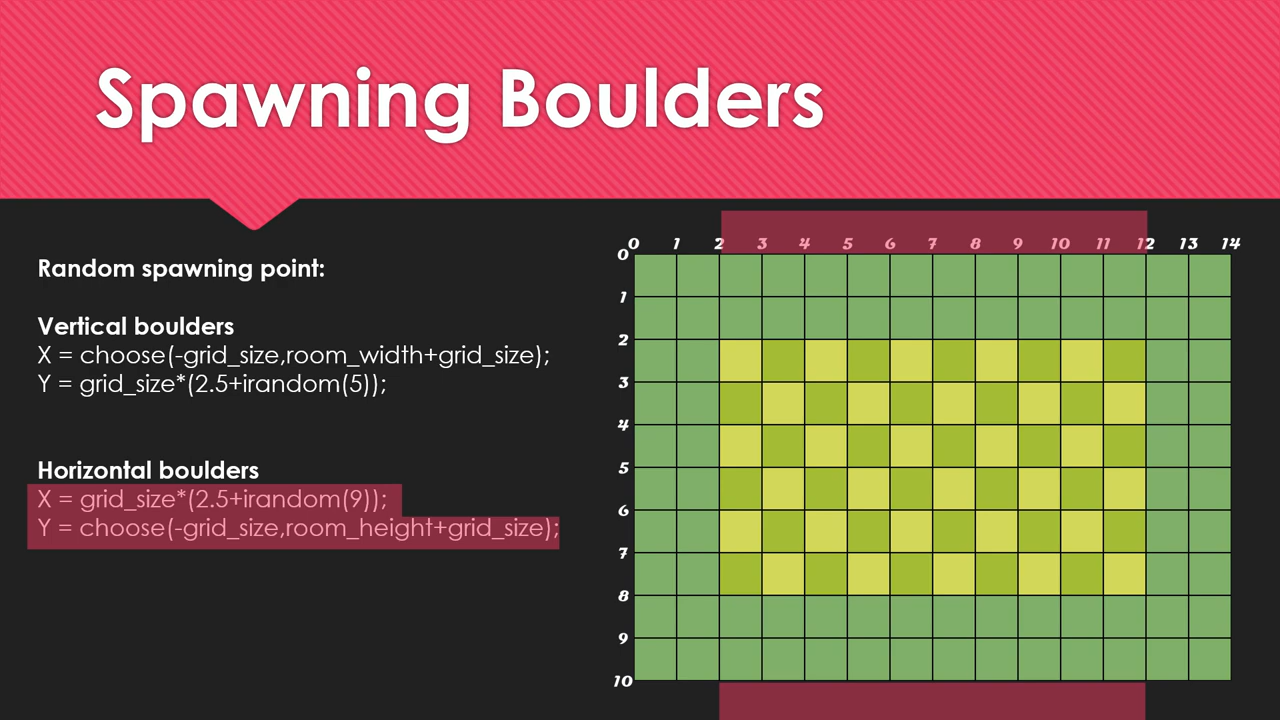 Spawning Boulders
Random spawning point:
Vertical boulders
X = choose(-grid_size,room_width+grid_size);
Y = grid_size*(2.5+irandom(5));
Horizontal boulders
X = grid_size*(2.5+irandom(9));
Y = choose(-grid_size,room_height+grid_size);
0 1 2 3 4 5 6 7 8 9 10 11 12 13 14
0
1
2
3
4
5
6
7
8
9
10